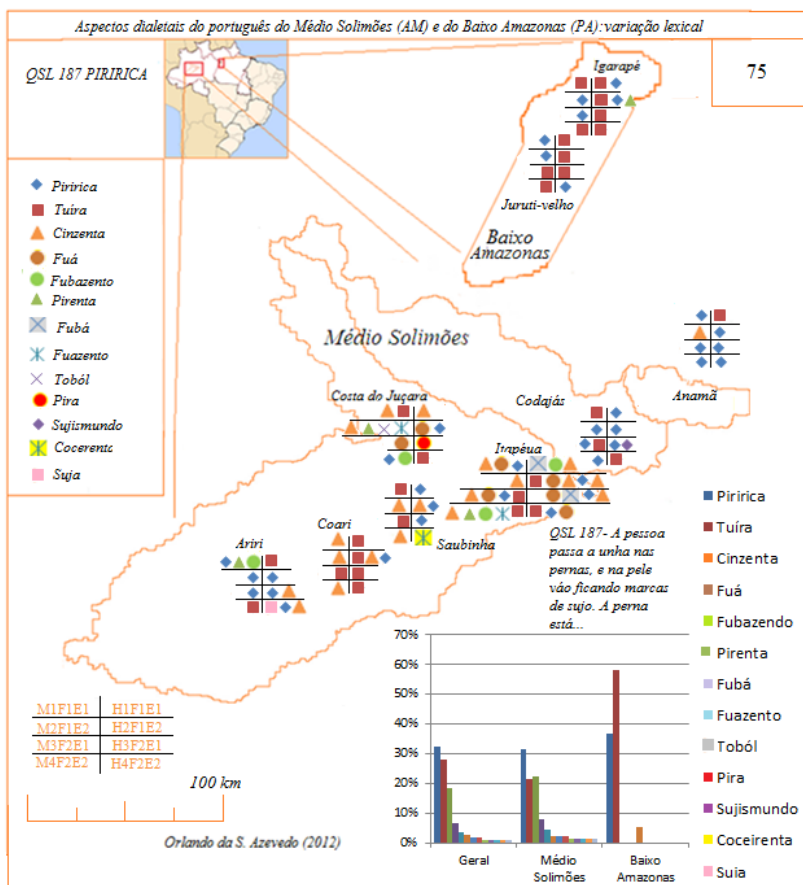 Aspectos dialetais do português do Médio Solimões (AM) e do Baixo Amazonas (PA):variação lexical
QSL 187 PIRIRICA
75
Igarapé
Juruti-velho
Baixo
Amazonas
Piririca
Tuíra
Cinzenta
Fuá
Fubazento
Pirenta
Fubá
Fuazento
Toból
Pira
Sujismundo
Cocerenta
Suja
Médio Solimões
Costa do Juçara
Codajás
Anamã
Itapéua
Saubinha
Coari
Ariri
QSL 187- A pessoa
passa a unha nas
pernas, e na pele
vão ficando marcas
de sujo. A perna
está...
M1F1E1 H1F1E1
M2F1E2 H2F1E2
M3F2E1 H3F2E1
M4F2E2 H4F2E2
100 km
Orlando da S. Azevedo (2012)
70%
60%
50%
40%
30%
20%
10%
0%
Geral
Médio
Solimões
Baixo
Amazonas
Piririca
Tuíra
Cinzenta
Fuá
Fubazendo
Pirenta
Fubá
Fuazento
Toból
Pira
Sujismundo
Coceirenta
Suia